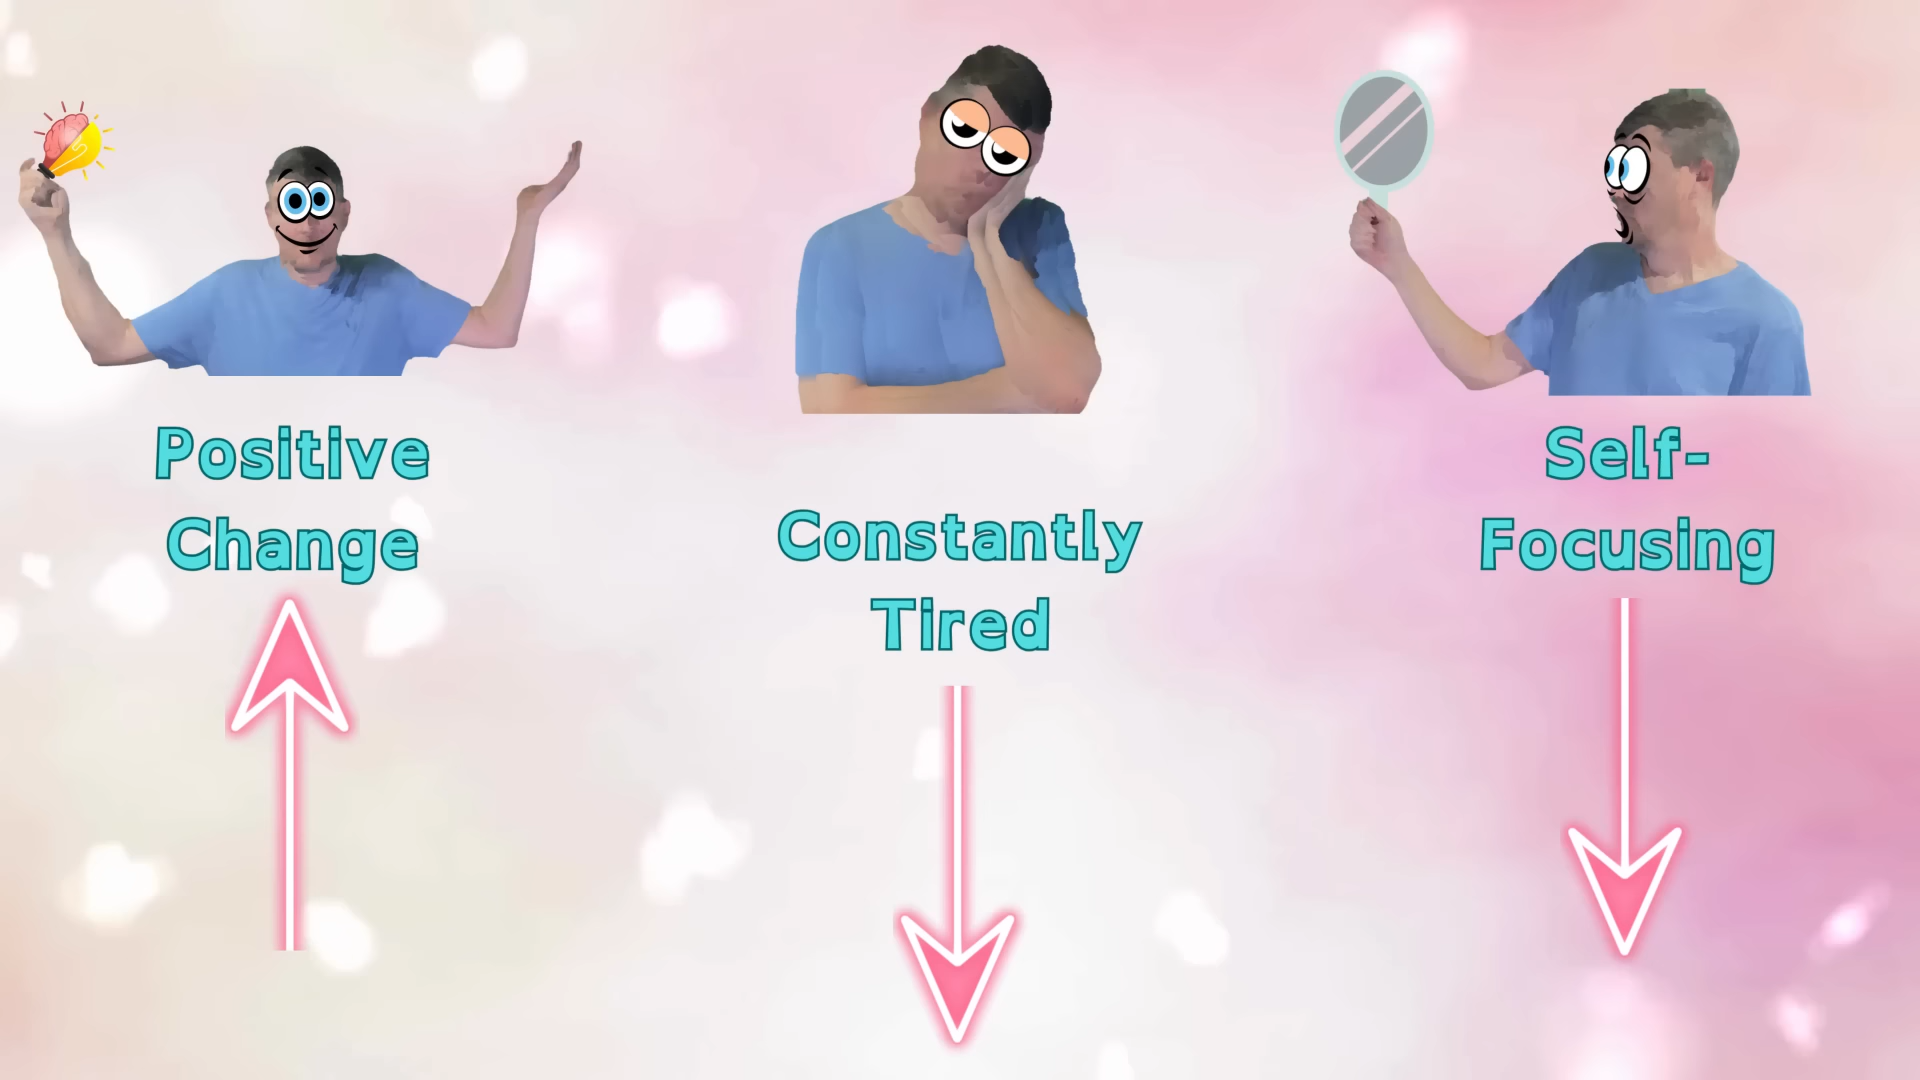 Positive
Change
Constantly
Tired
Self-
Focusing